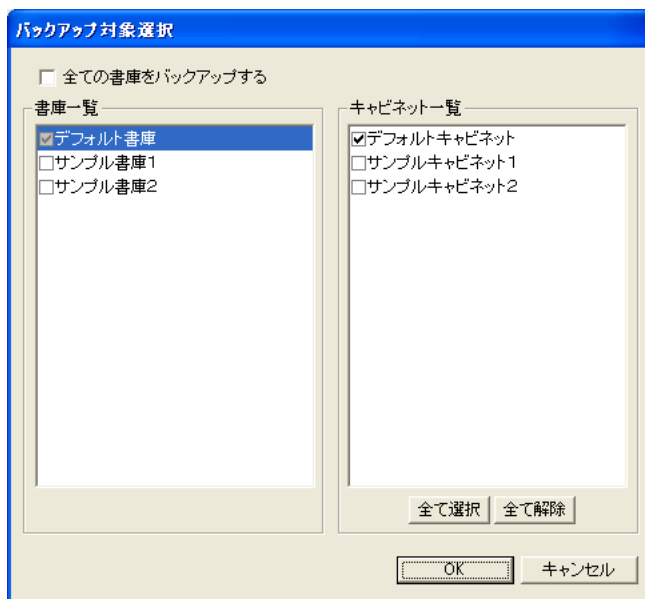 バックアップ対象選択
全ての書庫をバックアップする
書庫一覧
デフォルト書庫
サンプル書庫1
サンプル書庫2
キャビネット一覧
デフォルトキャビネット
サンプルキャビネット1
サンプルキャビネット2
全て選択 全て解除
OK キャンセル